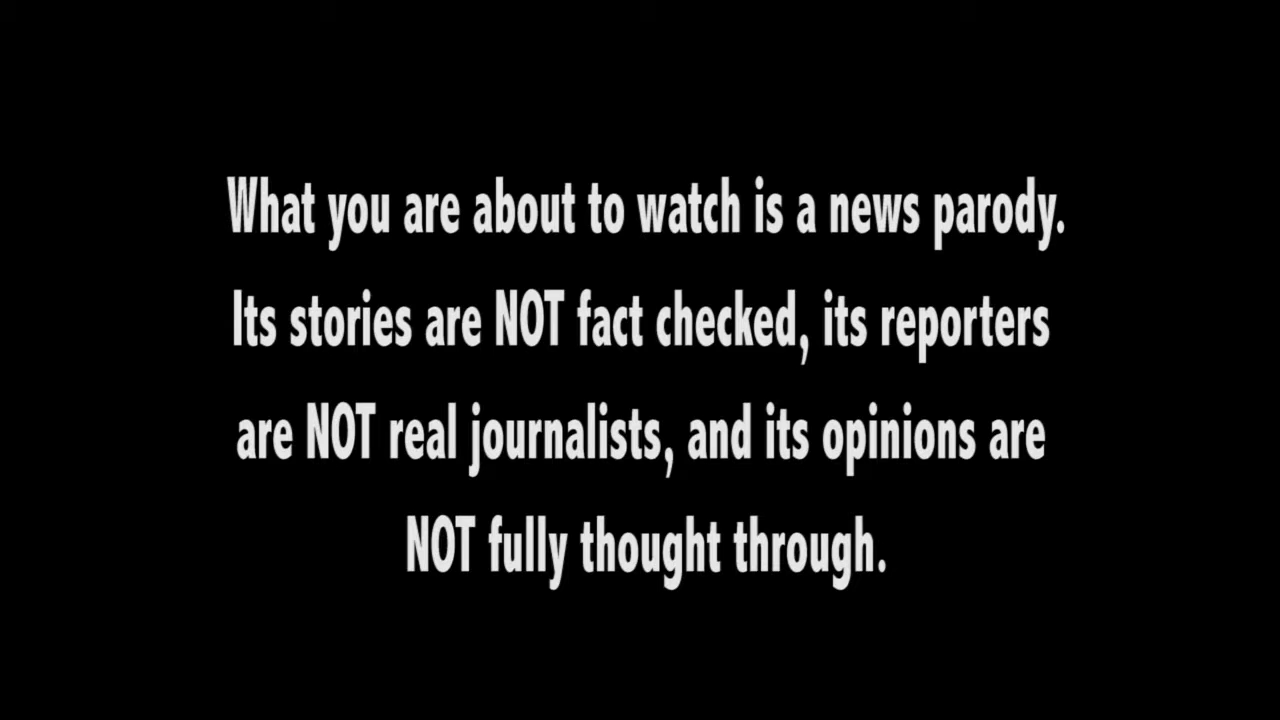 What you are about to watch is a news parody.
Its stories are NOT fact checked, its reporters
are NOT real journalists, and its opinions are
NOT fully thought through.